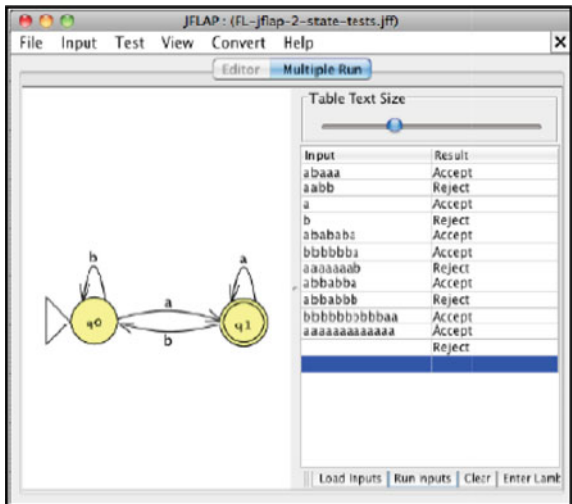 JFLAP : (FL-jflap-2-state-tests.jff)
File Input Test View Convert Help
Editor Multiple Run
Table Text Size
Input Result
abaaa Accept
aabb Reject
a Accept
b Reject
abababa Accept
bbbbbba Accept
aaaaaaab Reject
abbabba Accept
abbabbb Reject
Accept
aaaaaaaaaaaaa Accept
Reject
b
a
a
q0
q1
b
Load Inputs Run Inputs Clear Enter Lamb